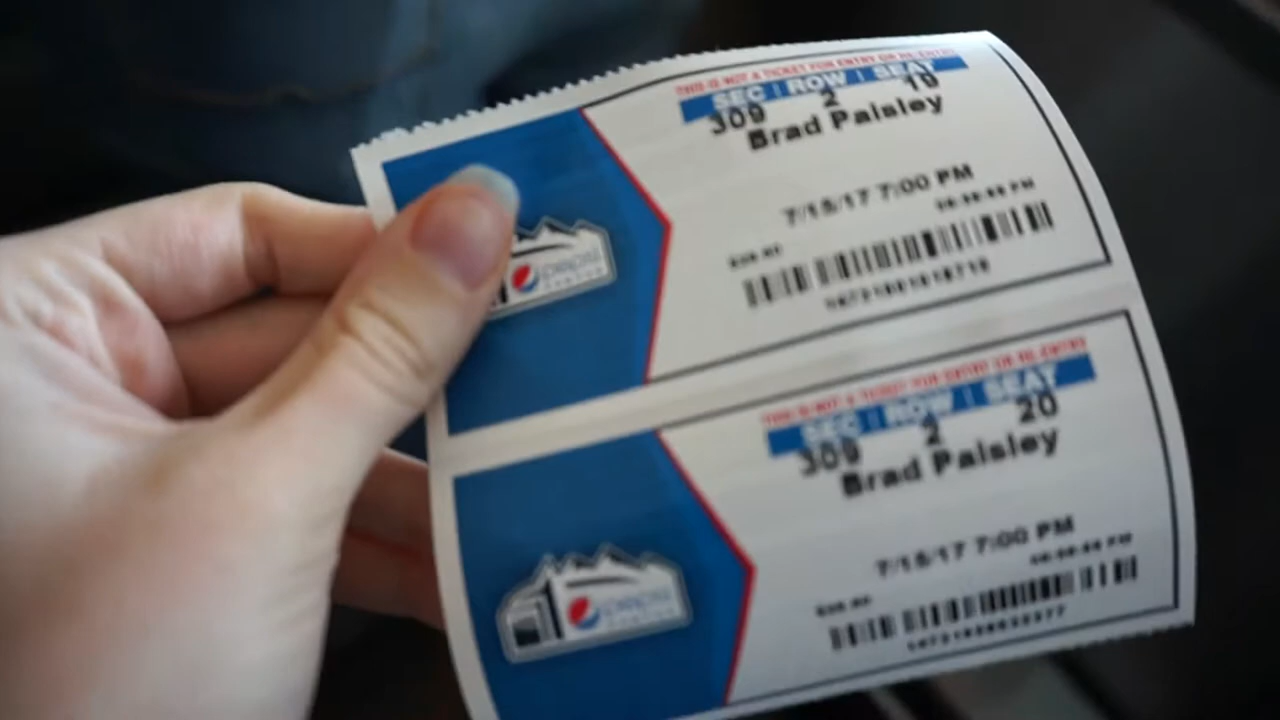 THIS IS NOT A TICKET FOR ENTRY OR RE-ENTRY
SEC | ROW | SEAT
309 2 19
Brad Paisley
7/15/17 7:00 PM
pepsi
THIS IS NOT A TICKET FOR ENTRY OR RE-ENTRY
SEC | ROW | SEAT
309 2 20
Brad Paisley
7/15/17 7:00 PM
pepsi